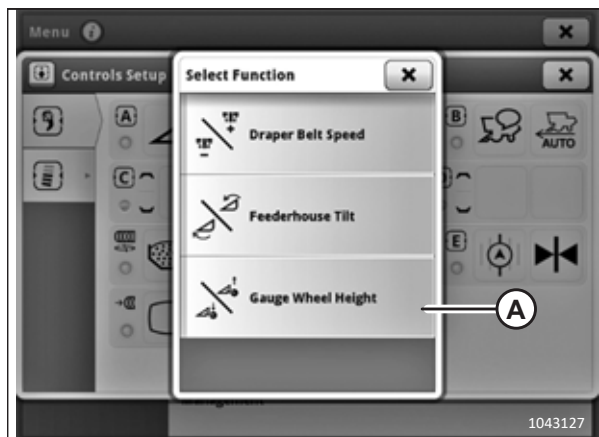 Menu
Controls Setup
Select Function
A
B
Draper Belt Speed
AUTO
C
Feederhouse Tilt
E
Gauge Wheel Height
A
1043127